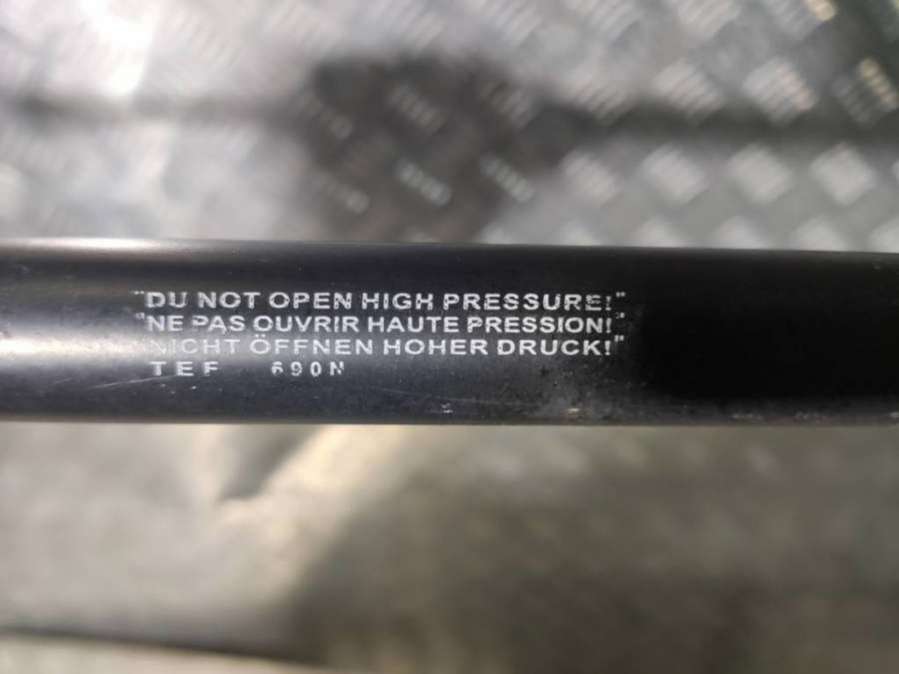 "DU NOT OPEN HIGH PRESSURE!"
"NE PAS OUVRIR HAUTE PRESSION!"
NICHT ÖFFNEN HOHER DRUCK!"
TEF 690N